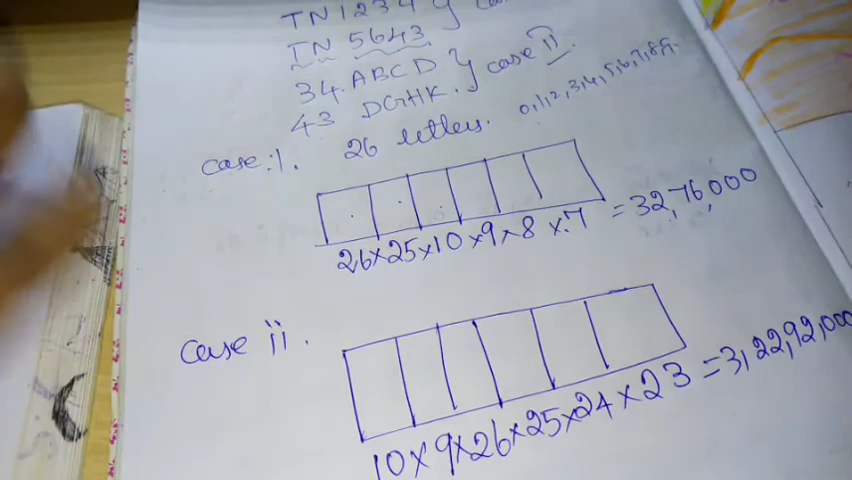 TN1234 }
TN 5643
34. ABCD } case ii.
43 DGHK.
case:1. 26 letters. 0,1,2,3,4,5,6,7,8,9.
26×25×10×9×8×7 = 32,76,000
case ii.
10×9×26×25×24×23 = 3,22,92,000